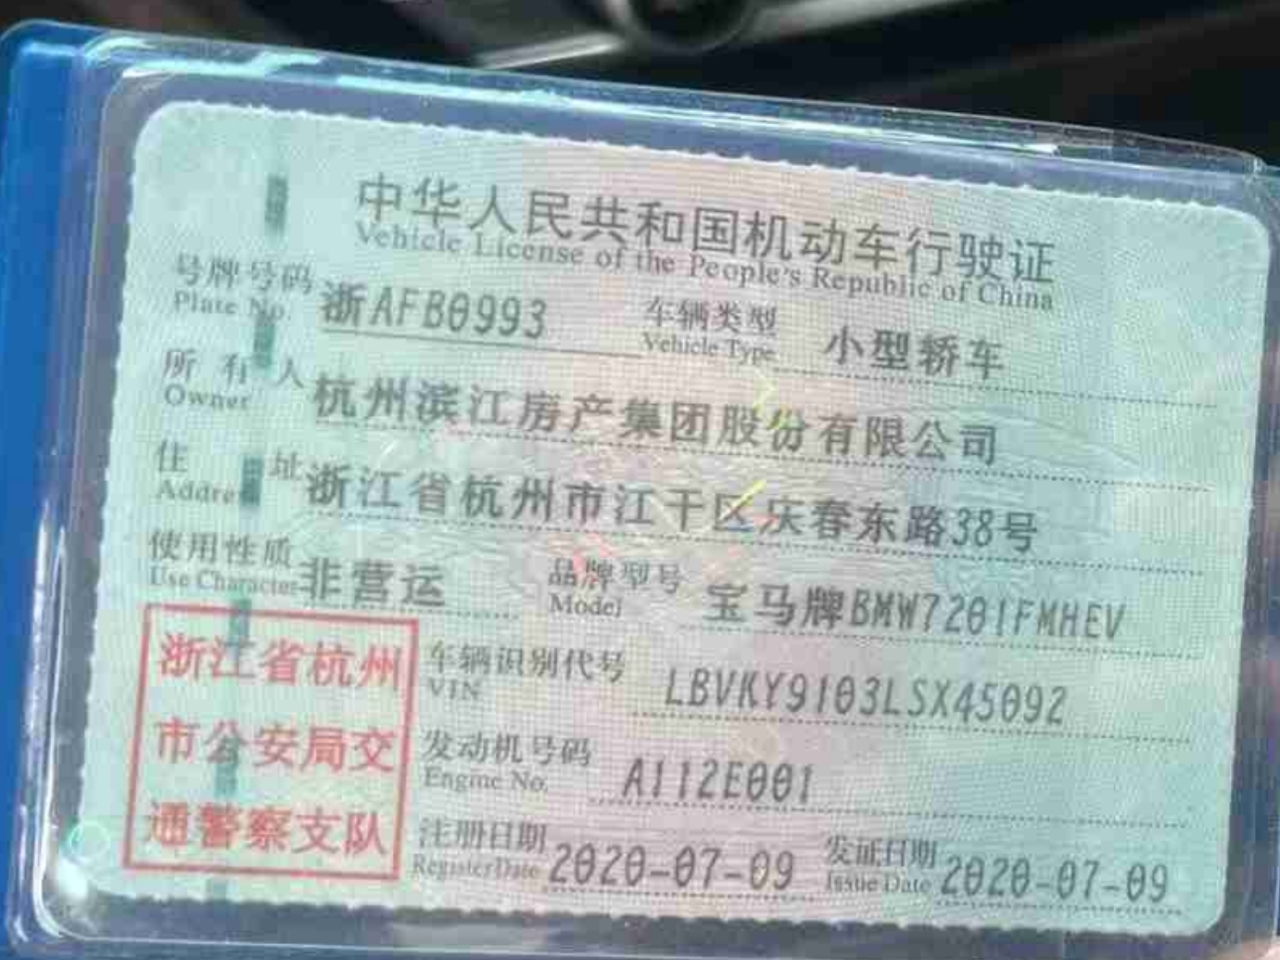 中华人民共和国机动车行驶证
Vehicle License of the People's Republic of China
号牌号码 浙AFB0993 车辆类型 小型轿车
Plate No. Vehicle Type
所有人 杭州滨江房产集团股份有限公司
Owner
住址 浙江省杭州市江干区庆春东路38号
Address
使用性质 非营运 品牌型号 宝马牌BMW7201FMHEV
Use Character Model
浙江省杭州
市公安局交
通警察支队
车辆识别代号 LBVKY9103LSX45092
VIN
发动机号码 A112E001
Engine No.
注册日期 2020-07-09 发证日期 2020-07-09
Register Date Issue Date